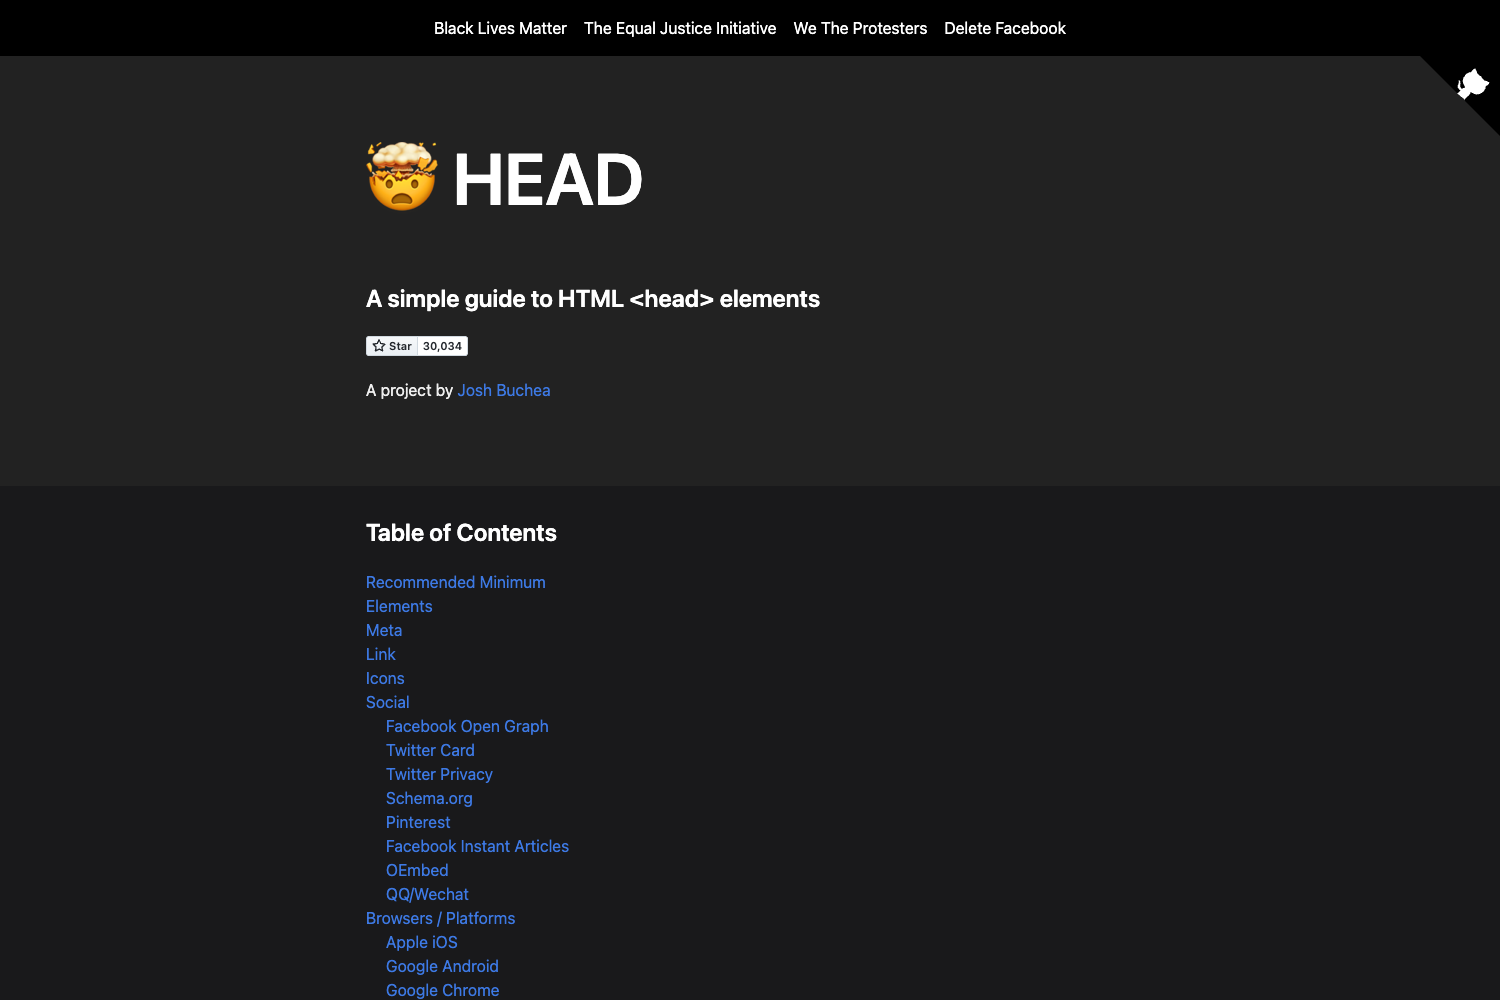 Black Lives Matter The Equal Justice Initiative We The Protesters Delete Facebook
HEAD
A simple guide to HTML <head> elements
Star 30,034
A project by Josh Buchea
Table of Contents
Recommended Minimum
Elements
Meta
Link
Icons
Social
Facebook Open Graph
Twitter Card
Twitter Privacy
Schema.org
Pinterest
Facebook Instant Articles
OEmbed
QQ/Wechat
Browsers / Platforms
Apple iOS
Google Android
Google Chrome